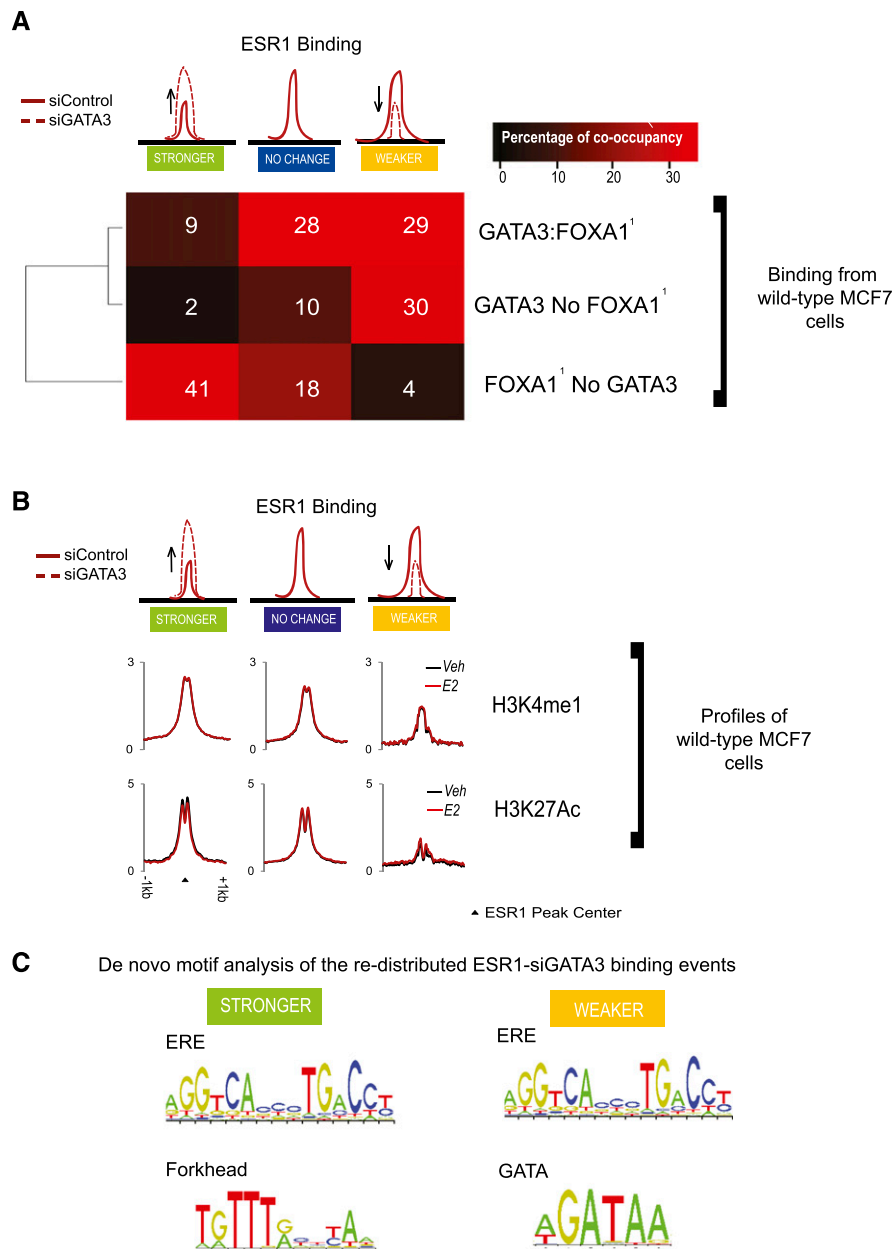 A
ESR1 Binding
siControl
siGATA3
STRONGER
NO CHANGE
WEAKER
Percentage of co-occupancy
0 10 20 30
9 28 29
GATA3:FOXA1¹
2 10 30
GATA3 No FOXA1¹
41 18 4
FOXA1¹ No GATA3
Binding from
wild-type MCF7
cells
B
ESR1 Binding
siControl
siGATA3
STRONGER
NO CHANGE
WEAKER
3
0
3
0
3
0
Veh
E2
H3K4me1
5
0
5
0
5
0
Veh
E2
H3K27Ac
Profiles of
wild-type MCF7
cells
-1kb
+1kb
ESR1 Peak Center
C
De novo motif analysis of the re-distributed ESR1-siGATA3 binding events
STRONGER
WEAKER
ERE
ERE
Forkhead
GATA
AGATAA